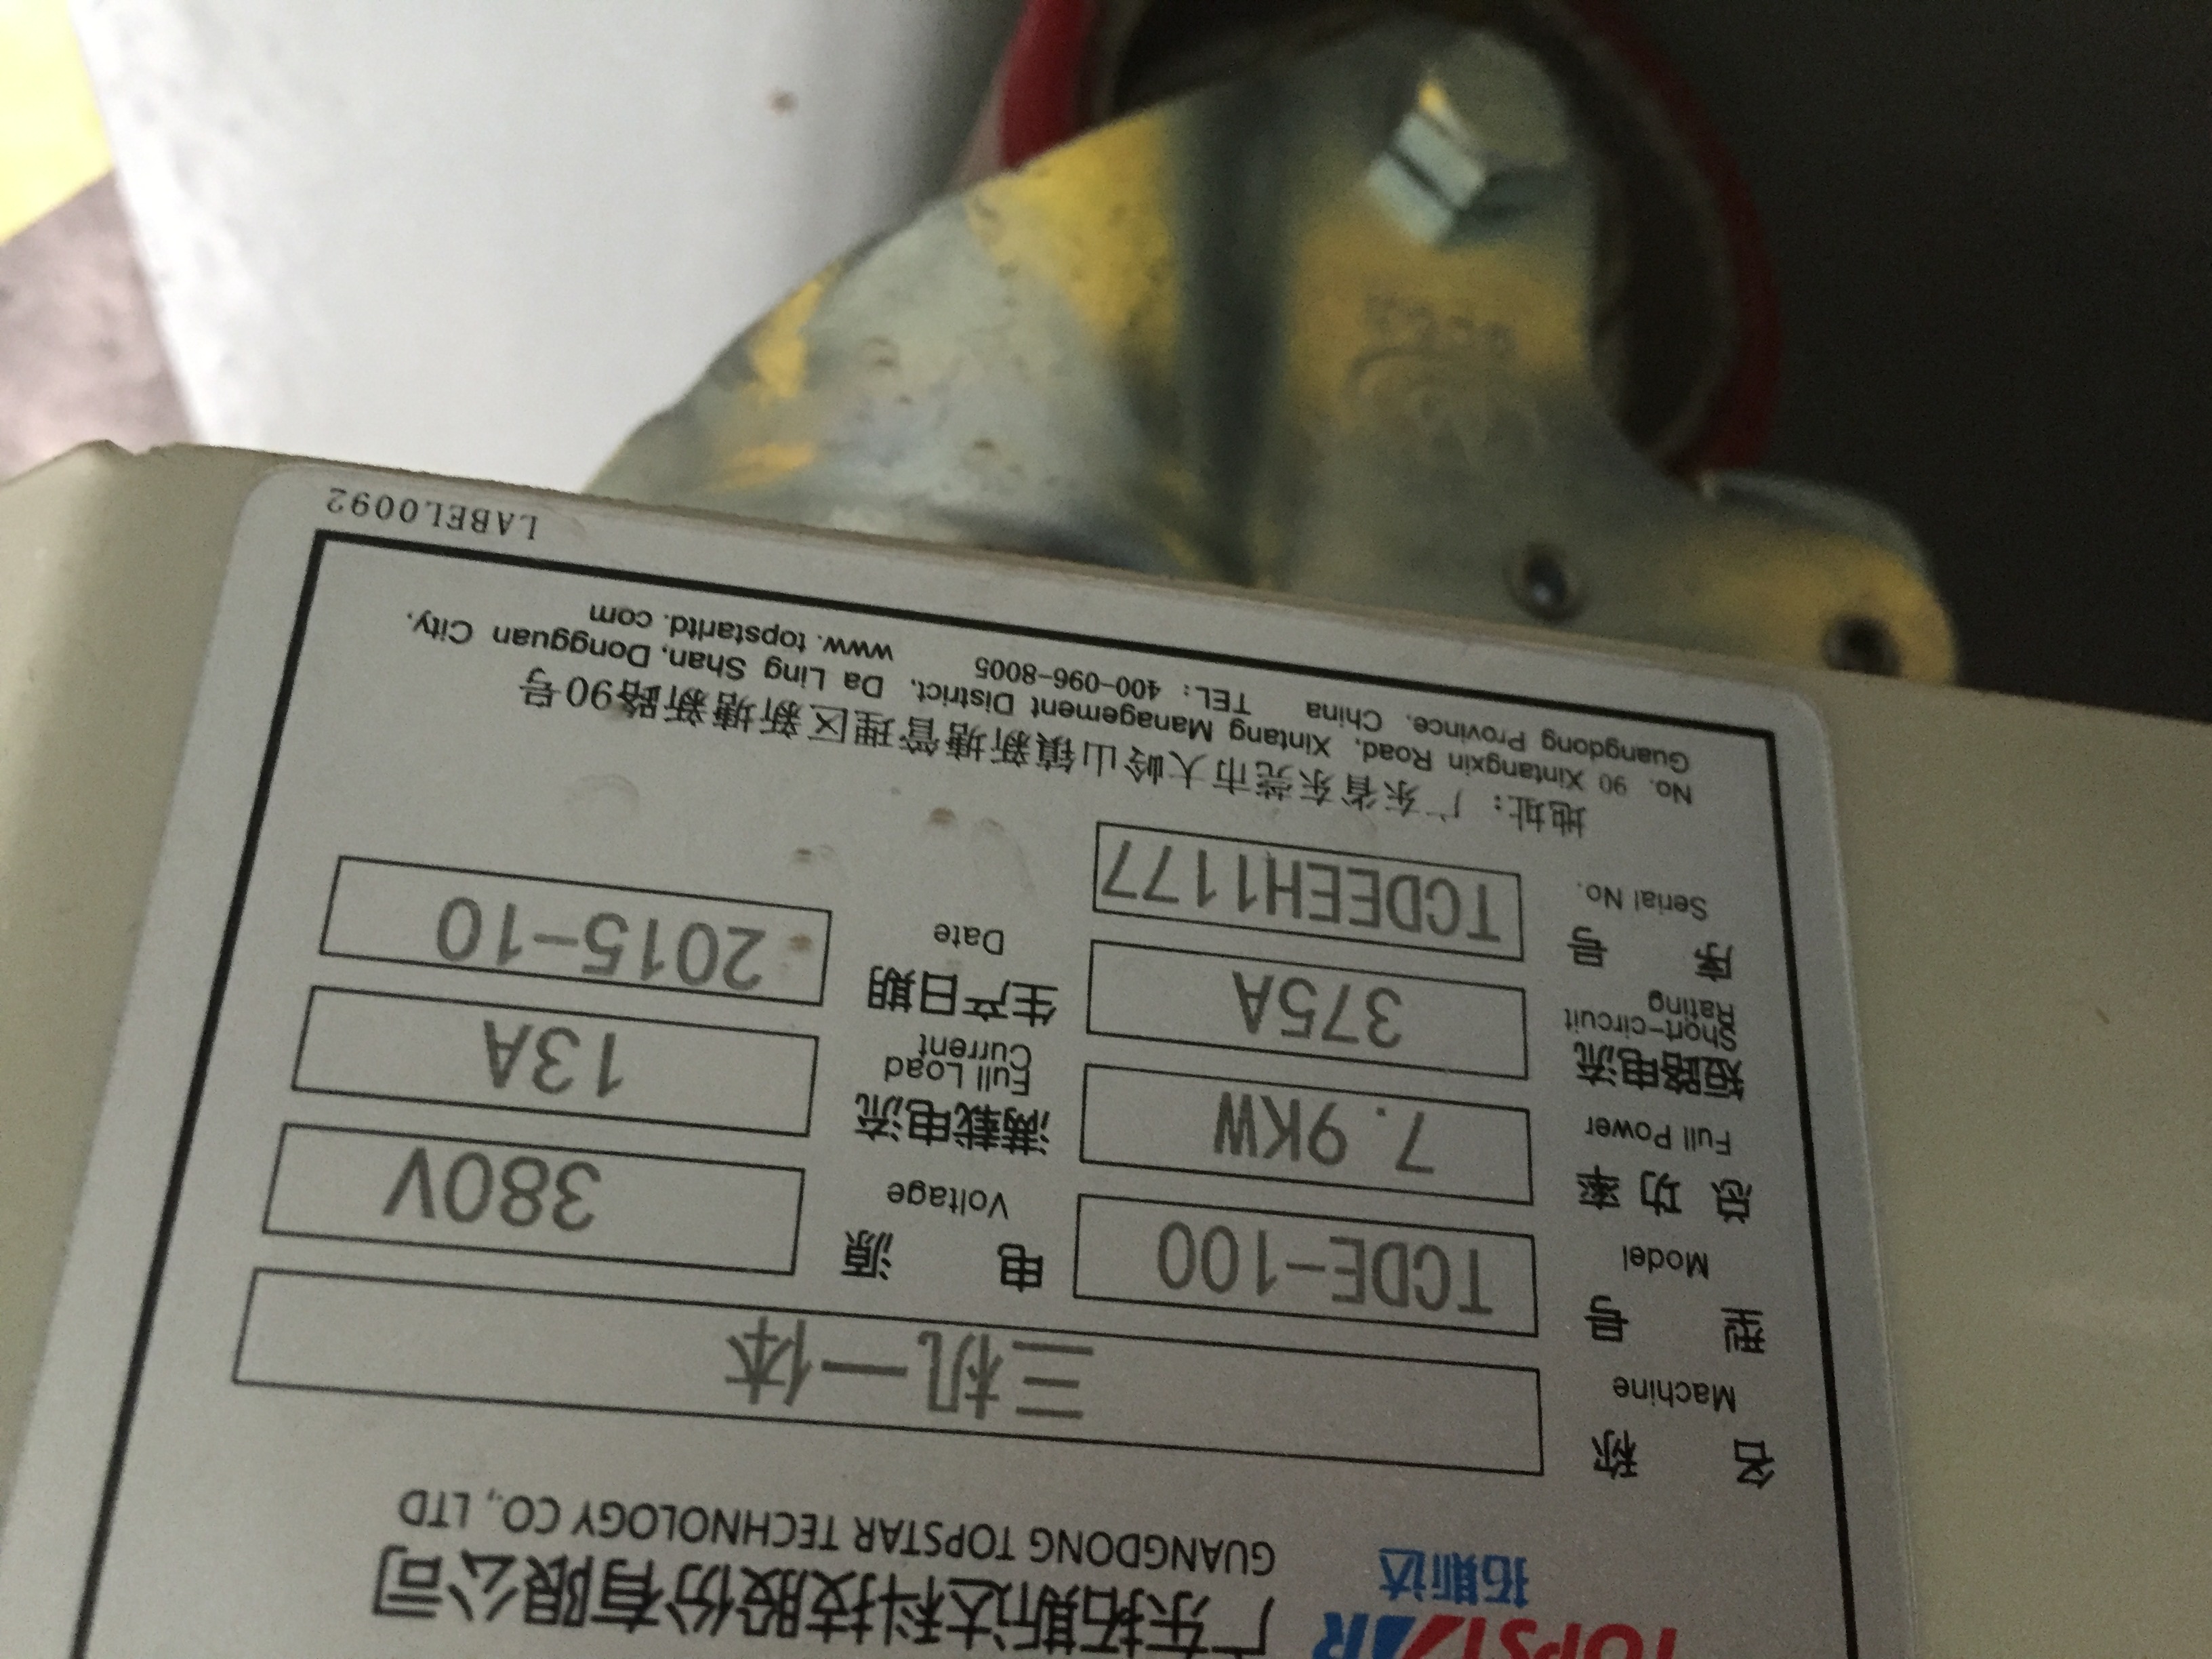 TOPSTAR
拓斯达
广东拓斯达科技股份有限公司
GUANGDONG TOPSTAR TECHNOLOGY CO., LTD
名 称 三机一体
Machine
型 号 TCDE-100 电 源 380V
Model Voltage
总 功 率 7.9KW 满载电流 13A
Full Power Full Load
Current
短路电流 375A 生产日期 2015-10
Short-circuit Date
Rating
序 号 TCDEEH1177
Serial No.
地址：广东省东莞市大岭山镇新塘管理区新塘新路90号
No. 90 Xintangxin Road, Xintang Management District, Da Ling Shan, Dongguan City,
Guangdong Province, China TEL: 400-096-8005 www.topstarltd.com
LABEL0092